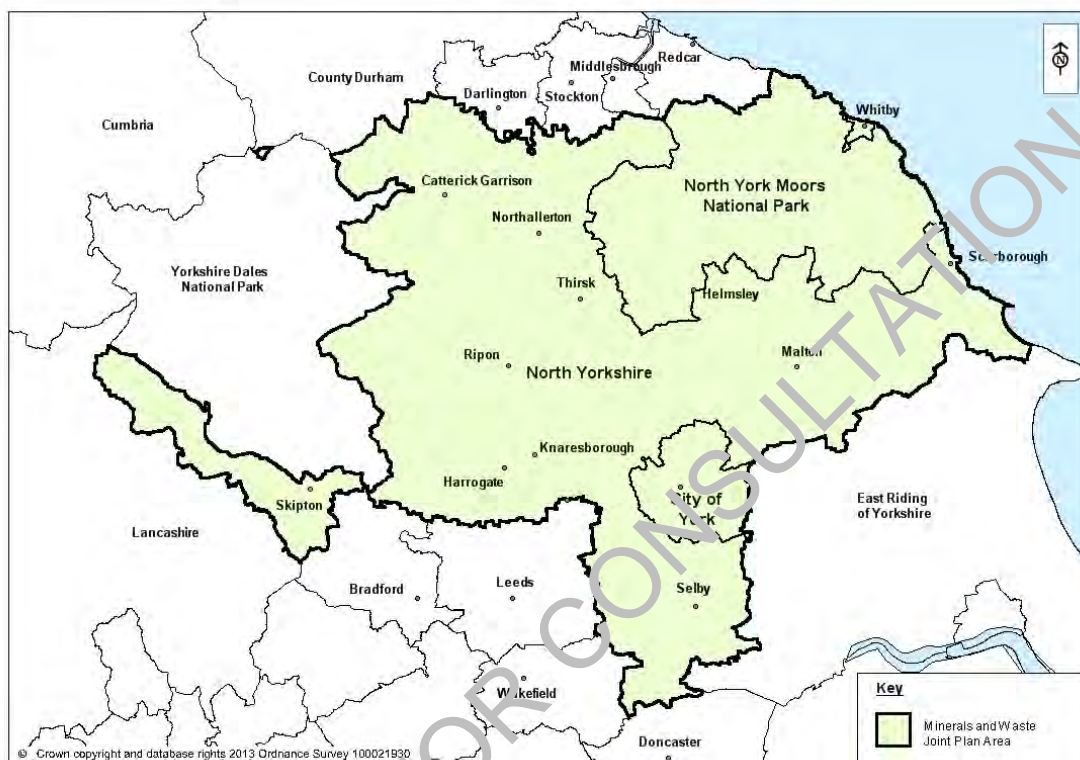 Redcar
Middlesbrough
County Durham
Darlington
Stockton
Cumbria
Whitby
N
Catterick Garrison
North York Moors
National Park
Northallerton
Scarborough
Yorkshire Dales
National Park
Thirsk
Helmsley
Ripon
North Yorkshire
Malton
Knaresborough
Harrogate
City of
York
East Riding
of Yorkshire
Skipton
Lancashire
Bradford
Leeds
Selby
Wakefield
Doncaster
FOR CONSULTATION
Key
Minerals and Waste
Joint Plan Area
© Crown copyright and database rights 2013 Ordnance Survey 100021930